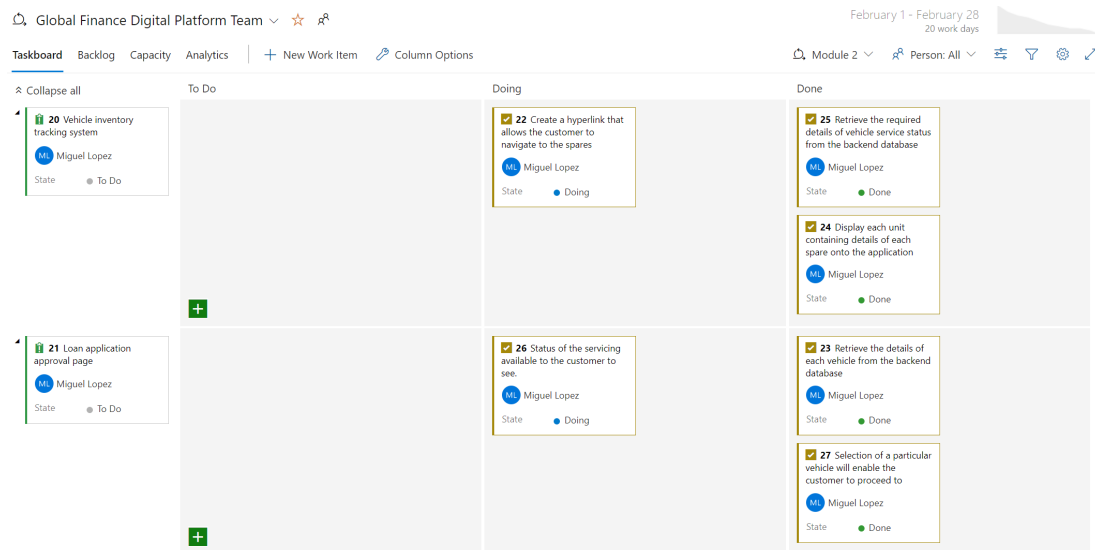 Global Finance Digital Platform Team
February 1 - February 28
20 work days
Taskboard Backlog Capacity Analytics New Work Item Column Options Module 2 Person: All
Collapse all To Do Doing Done
20 Vehicle inventory
tracking system
ML Miguel Lopez
State To Do
22 Create a hyperlink that
allows the customer to
navigate to the spares
ML Miguel Lopez
State Doing
25 Retrieve the required
details of vehicle service status
from the backend database
ML Miguel Lopez
State Done
24 Display each unit
containing details of each
spare onto the application
ML Miguel Lopez
State Done
21 Loan application
approval page
ML Miguel Lopez
State To Do
26 Status of the servicing
available to the customer to
see.
ML Miguel Lopez
State Doing
23 Retrieve the details of
each vehicle from the backend
database
ML Miguel Lopez
State Done
27 Selection of a particular
vehicle will enable the
customer to proceed to
ML Miguel Lopez
State Done